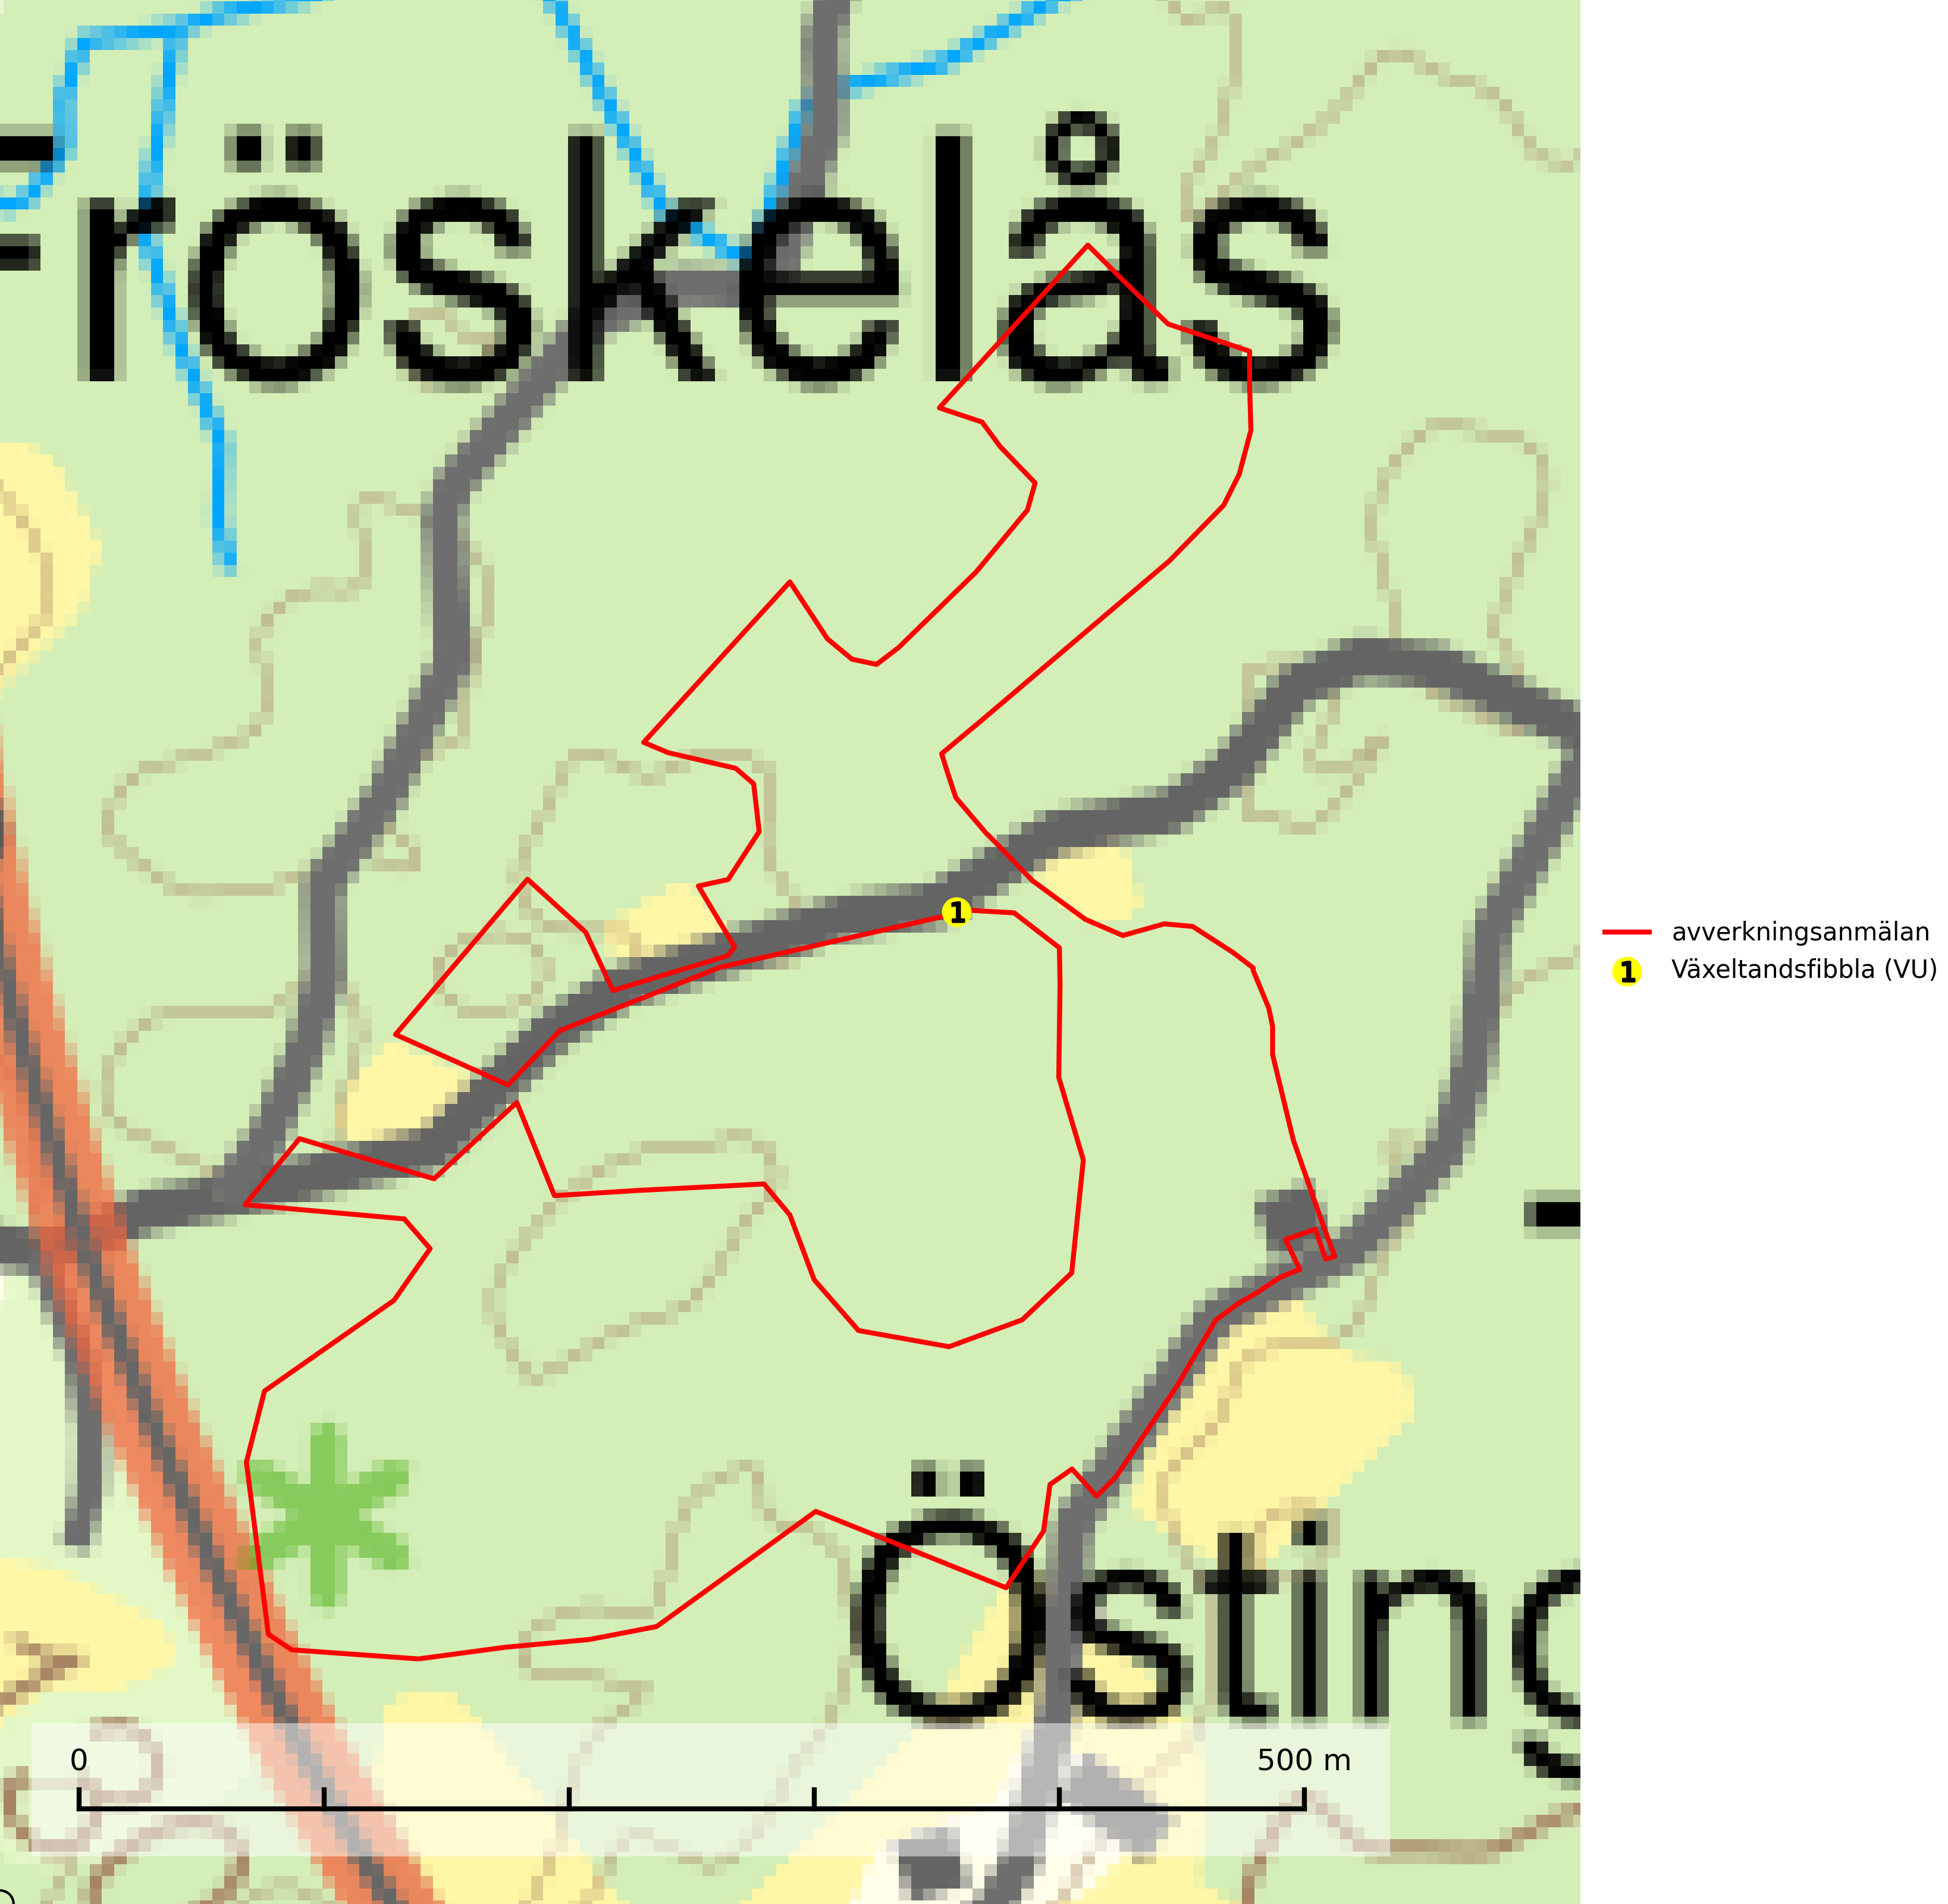 Fröskelås
1
avverkningsanmälan
1 Växeltandsfibbla (VU)
Östing
0 500 m